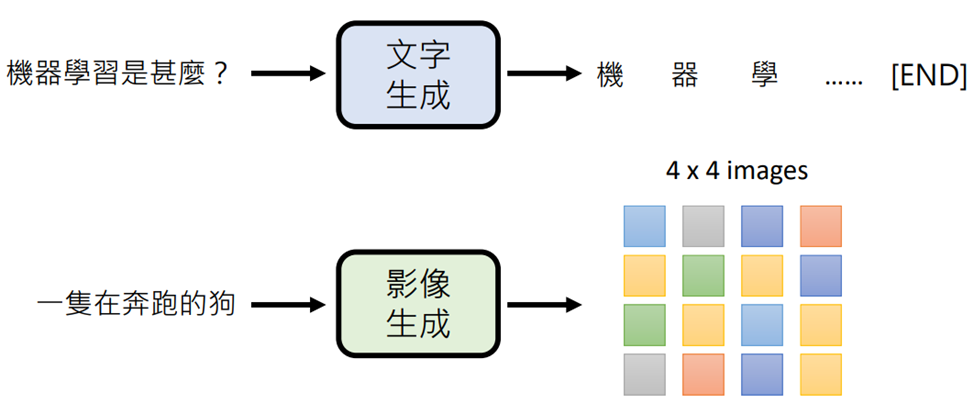 機器學習是甚麼？
文字
生成
機 器 學 …… [END]
4 x 4 images
一隻在奔跑的狗
影像
生成